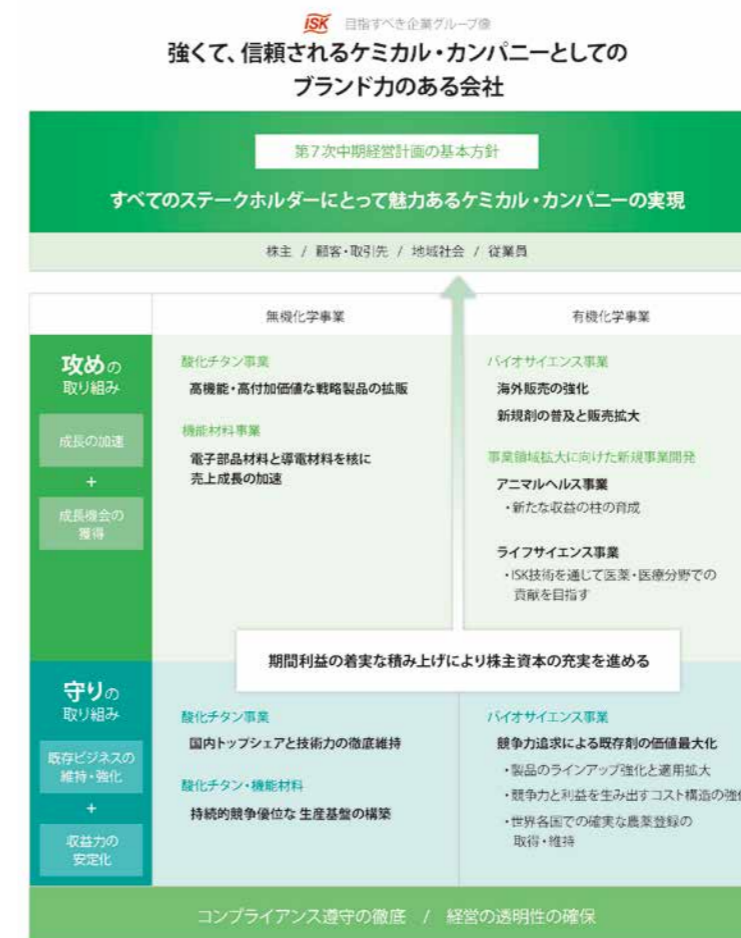 ISK 目指すべき企業グループ像
強くて、信頼されるケミカル・カンパニーとしての
ブランド力のある会社
第7次中期経営計画の基本方針
すべてのステークホルダーにとって魅力あるケミカル・カンパニーの実現
株主 / 顧客・取引先 / 地域社会 / 従業員
無機化学事業
有機化学事業
攻めの
取り組み
成長の加速
+
成長機会の
獲得
酸化チタン事業
高機能・高付加価値な戦略製品の拡販
機能材料事業
電子部品材料と導電材料を核に
売上成長の加速
バイオサイエンス事業
海外販売の強化
新規剤の普及と販売拡大
事業領域拡大に向けた新規事業開発
アニマルヘルス事業
・新たな収益の柱の育成
ライフサイエンス事業
・ISK技術を通じて医薬・医療分野での
貢献を目指す
期間利益の着実な積み上げにより株主資本の充実を進める
守りの
取り組み
既存ビジネスの
維持・強化
+
収益力の
安定化
酸化チタン事業
国内トップシェアと技術力の徹底維持
酸化チタン・機能材料
持続的競争優位な 生産基盤の構築
バイオサイエンス事業
競争力追求による既存剤の価値最大化
・製品のラインアップ強化と適用拡大
・競争力と利益を生み出すコスト構造の強
・世界各国での確実な農薬登録の
取得・維持
コンプライアンス遵守の徹底 / 経営の透明性の確保